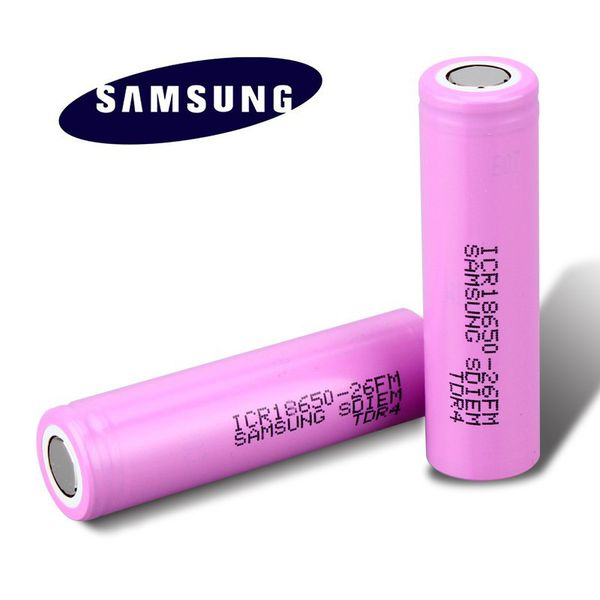 SAMSUNG
ICR18650-26FM
SAMSUNG SDIEM
TDR4
ICR18650-26FM
SAMSUNG SDIEM
TDR4